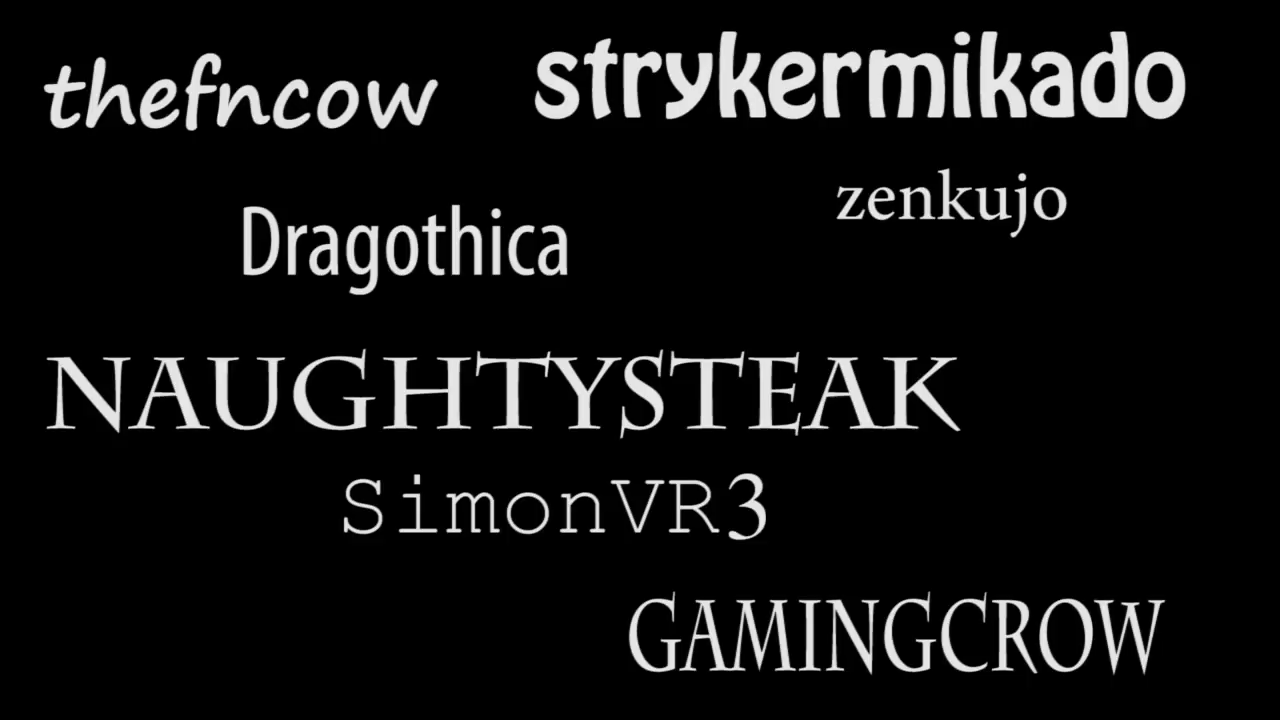 thefncow
strykermikado
zenkujo
Dragothica
NAUGHTYSTEAK
SimonVR3
GAMINGCROW